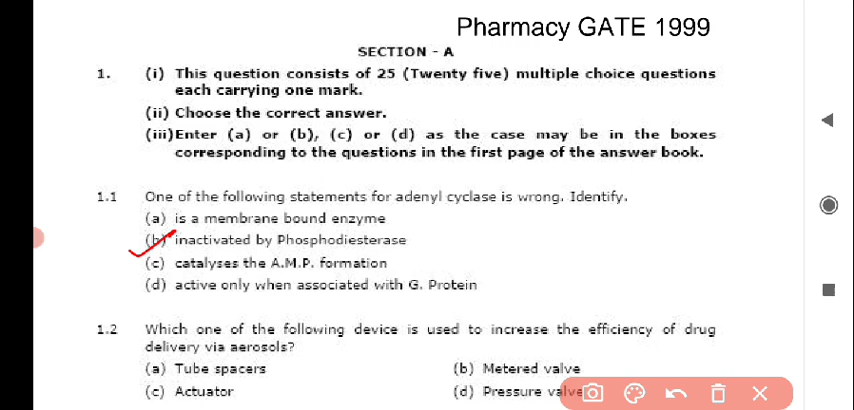 Pharmacy GATE 1999
SECTION - A
1. (i) This question consists of 25 (Twenty five) multiple choice questions
each carrying one mark.
(ii) Choose the correct answer.
(iii)Enter (a) or (b), (c) or (d) as the case may be in the boxes
corresponding to the questions in the first page of the answer book.
1.1 One of the following statements for adenyl cyclase is wrong. Identify.
(a) is a membrane bound enzyme
(b) inactivated by Phosphodiesterase
(c) catalyses the A.M.P. formation
(d) active only when associated with G. Protein
1.2 Which one of the following device is used to increase the efficiency of drug
delivery via aerosols?
(a) Tube spacers (b) Metered valve
(c) Actuator (d) Pressure valve